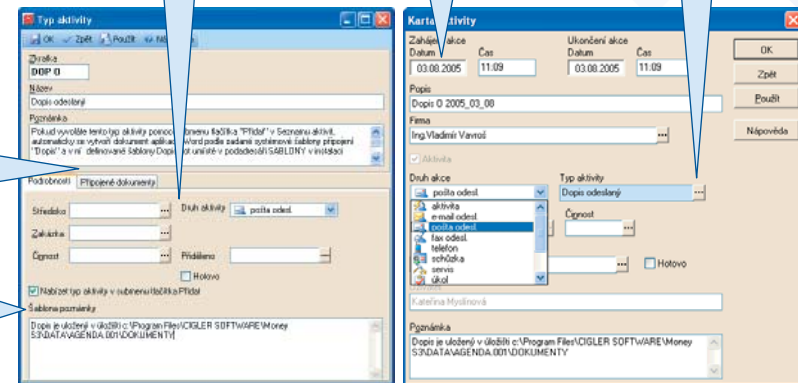 Typ aktivity
OK Zpět Použít
Zkratka
DOP O
Název
Dopis odeslaný
Poznámka
Pokud vyvoláte tento typ aktivity pomocí submenu tlačítka "Přidat" v Seznamu aktivit,
automaticky se vytvoří dokument aplikace Word podle zadané systémové šablony připojení
"Dopis" a v ní definované šablony Dopis.dot umístě v podadresáři SABLONY v instalaci
Podrobnosti Připojené dokumenty
Středisko Druh aktivity pošta odesl.
Zakázka
Činnost Přiděleno
Hotovo
Nabízet typ aktivity v submenu tlačítka Přidat
Šablona poznámky
Dopis je uložený v úložišti c:\Program Files\CIGLER SOFTWARE\Money
S3\DATA\AGENDA.001\DOKUMENTY
Karta aktivity
Zahájení akce Ukončení akce
Datum Čas Datum Čas
03.08.2005 11:09 03.08.2005 11:09
Popis
Dopis O 2005_03_08
Firma
Ing.Vladimír Vavroš
Aktivita
Druh akce Typ aktivity
pošta odesl. Dopis odeslaný
aktivita
e-mail odesl.
pošta odesl.
fax odesl.
telefon
schůzka
servis
úkol
Činnost
Hotovo
Kateřina Myslínová
Poznámka
Dopis je uložený v úložišti c:\Program Files\CIGLER SOFTWARE\Money
S3\DATA\AGENDA.001\DOKUMENTY
OK
Zpět
Použít
Nápověda